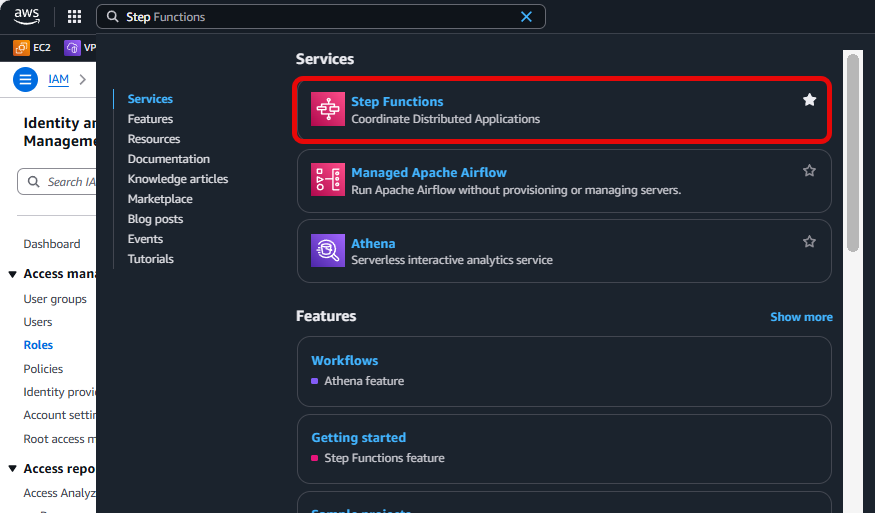 aws
Step Functions
EC2
VP
IAM
Identity an
Manageme
Search IA
Dashboard
Access mana
User groups
Users
Roles
Policies
Identity provi
Account settin
Root access m
Access repo
Access Analyz
Services
Features
Resources
Documentation
Knowledge articles
Marketplace
Blog posts
Events
Tutorials
Services
Step Functions
Coordinate Distributed Applications
Managed Apache Airflow
Run Apache Airflow without provisioning or managing servers.
Athena
Serverless interactive analytics service
Features
Show more
Workflows
Athena feature
Getting started
Step Functions feature
Sample projects